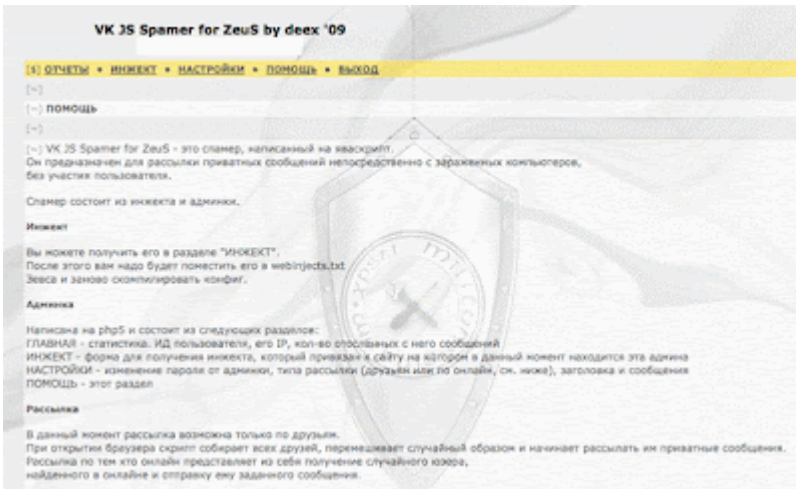 VK JS Spamer for ZeuS by deex '09
[$] ОТЧЕТЫ • ИНЖЕКТ • НАСТРОЙКИ • ПОМОЩЬ • ВЫХОД
[~]
[~] ПОМОЩЬ
[~]
[~] VK JS Spamer for ZeuS - это спамер, написанный на яваскрипт.
Он предназначен для рассылки приватных сообщений непосредственно с зараженных компьютеров,
без участия пользователя.
Спамер состоит из инжекта и админки.
Инжект
Вы можете получить его в разделе "ИНЖЕКТ".
После этого вам надо будет поместить его в webinjects.txt
Зевса и заново скомпилировать конфиг.
Админка
Написана на php5 и состоит из следующих разделов:
ГЛАВНАЯ - статистика. ИД пользователя, его IP, кол-во отосланных с него сообщений
ИНЖЕКТ - форма для получения инжекта, который привязан к сайту на котором в данный момент находится эта админа
НАСТРОЙКИ - изменение пароля от админки, типа рассылки (друзьям или по онлайн, см. ниже), заголовка и сообщения
ПОМОЩЬ - этот раздел
Рассылка
В данный момент рассылка возможна только по друзьям.
При открытии браузера скрипт собирает всех друзей, перемешивает случайный образом и начинает рассылать им приватные сообщения.
Рассылка по тем кто онлайн представляет из себя получение случайного юзера,
найденного в онлайне и отправку ему заданного сообщения.